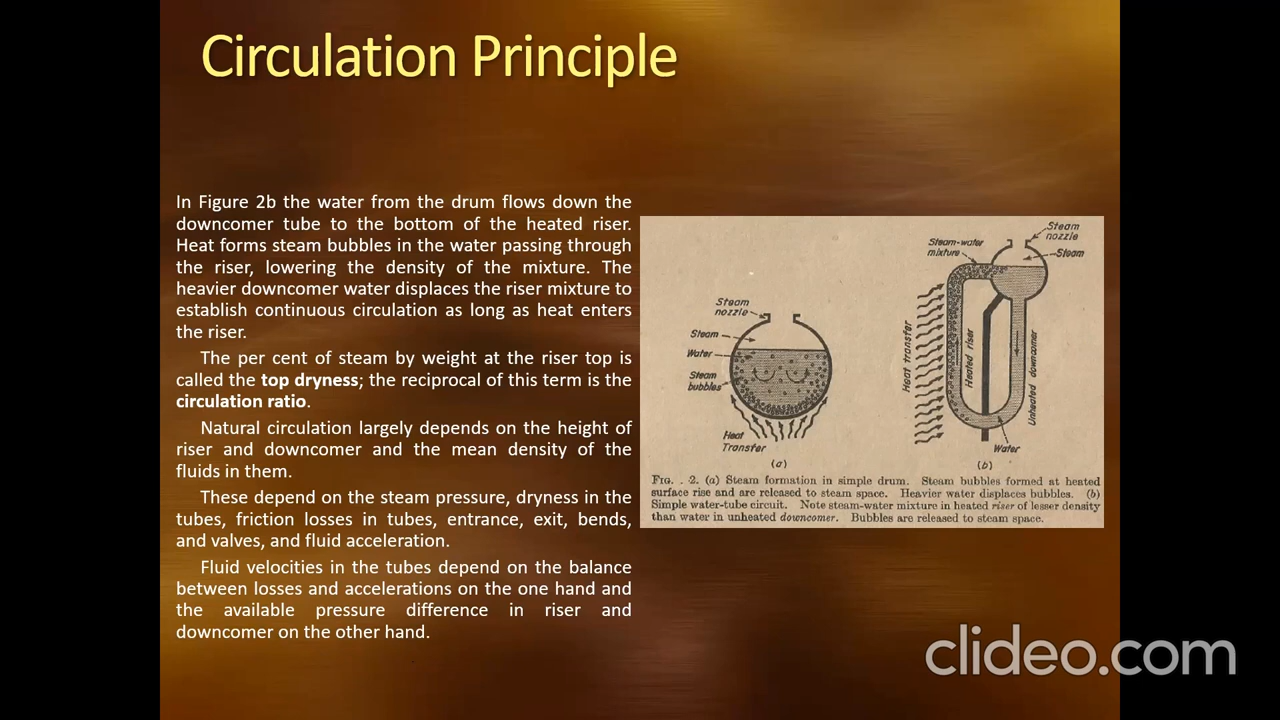 Circulation Principle
In Figure 2b the water from the drum flows down the
downcomer tube to the bottom of the heated riser.
Heat forms steam bubbles in the water passing through
the riser, lowering the density of the mixture. The
heavier downcomer water displaces the riser mixture to
establish continuous circulation as long as heat enters
the riser.
The per cent of steam by weight at the riser top is
called the top dryness; the reciprocal of this term is the
circulation ratio.
Natural circulation largely depends on the height of
riser and downcomer and the mean density of the
fluids in them.
These depend on the steam pressure, dryness in the
tubes, friction losses in tubes, entrance, exit, bends,
and valves, and fluid acceleration.
Fluid velocities in the tubes depend on the balance
between losses and accelerations on the one hand and
the available pressure difference in riser and
downcomer on the other hand.
Steam
nozzle
Steam
Water
Steam
bubbles
Heat
Transfer
(a)
Steam-water
mixture
Steam
nozzle
Steam
Heat transfer
Heated riser
Unheated downcomer
Water
(b)
FIG. . 2. (a) Steam formation in simple drum. Steam bubbles formed at heated
surface rise and are released to steam space. Heavier water displaces bubbles. (b)
Simple water-tube circuit. Note steam-water mixture in heated riser of lesser density
than water in unheated downcomer. Bubbles are released to steam space.
clideo.com